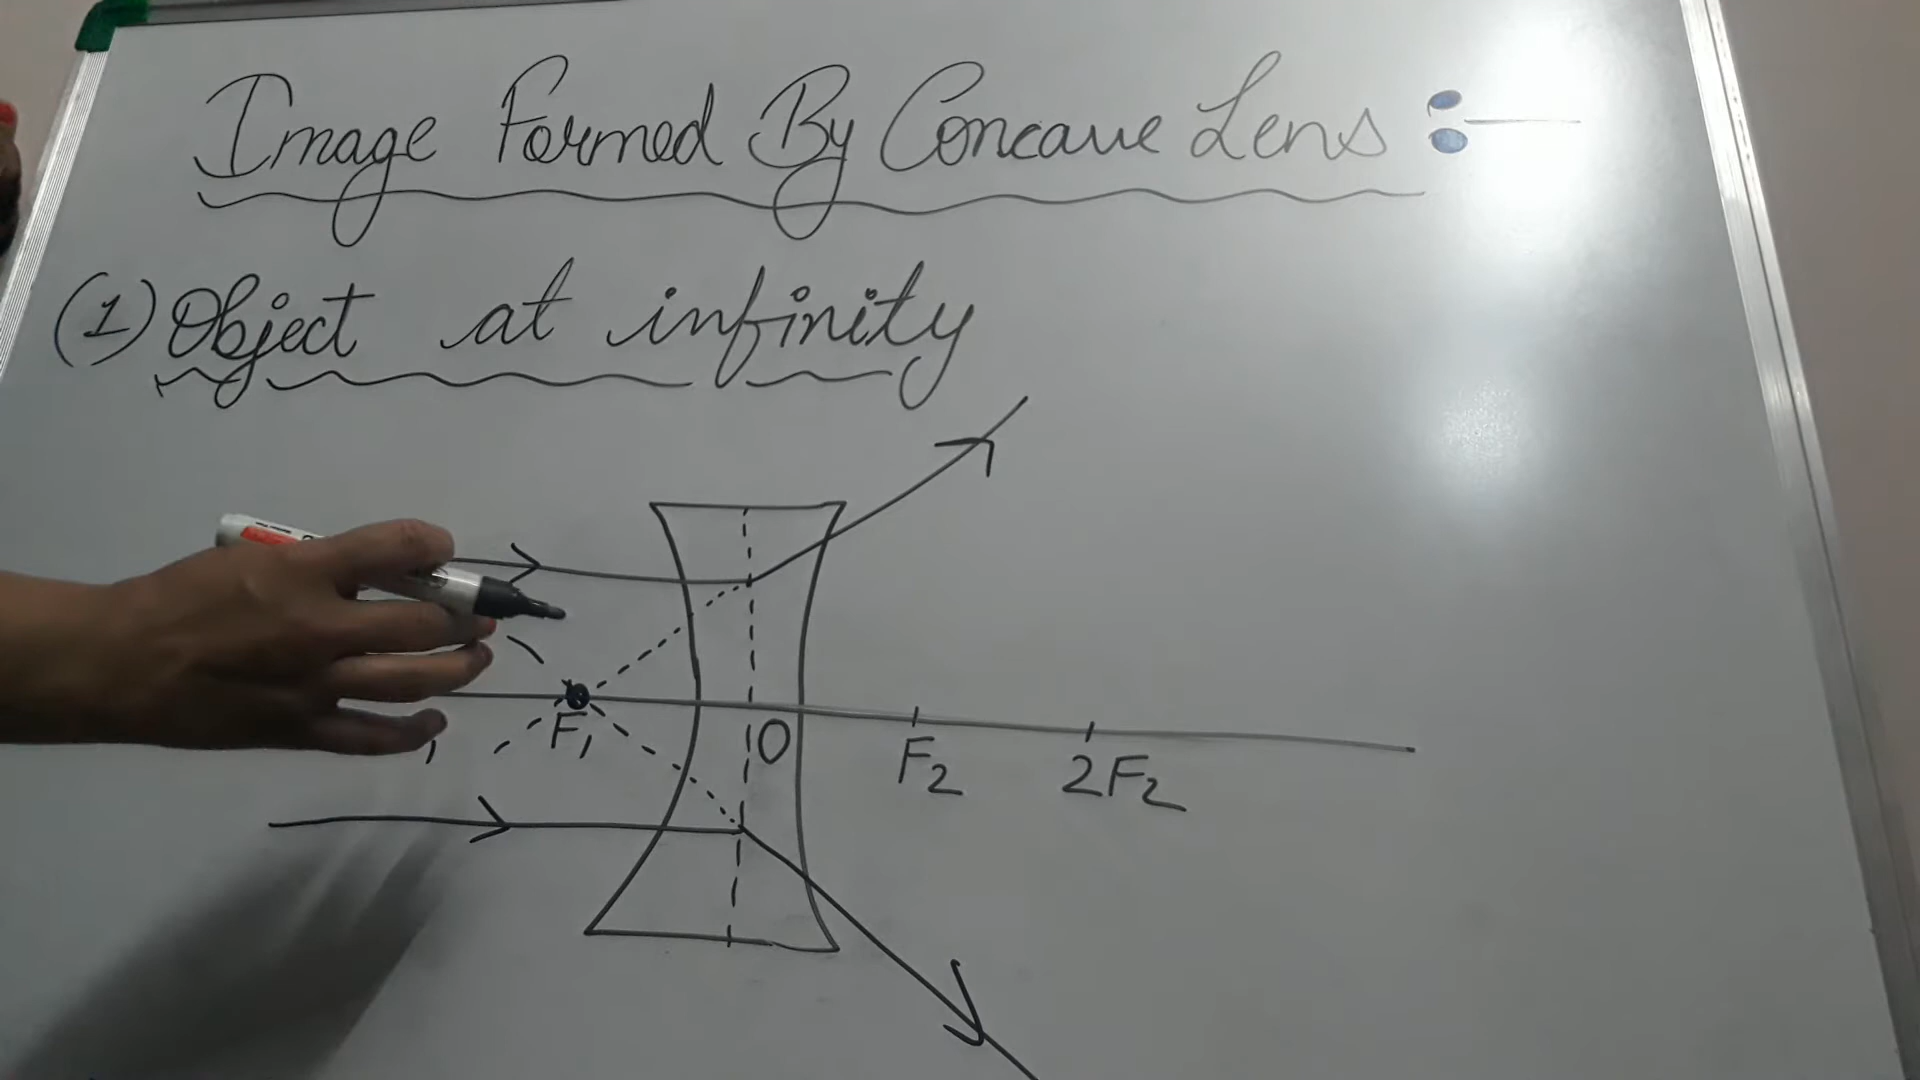 Image Formed By Concave Lens :-
(1) Object at infinity
F1 O F2 2F2